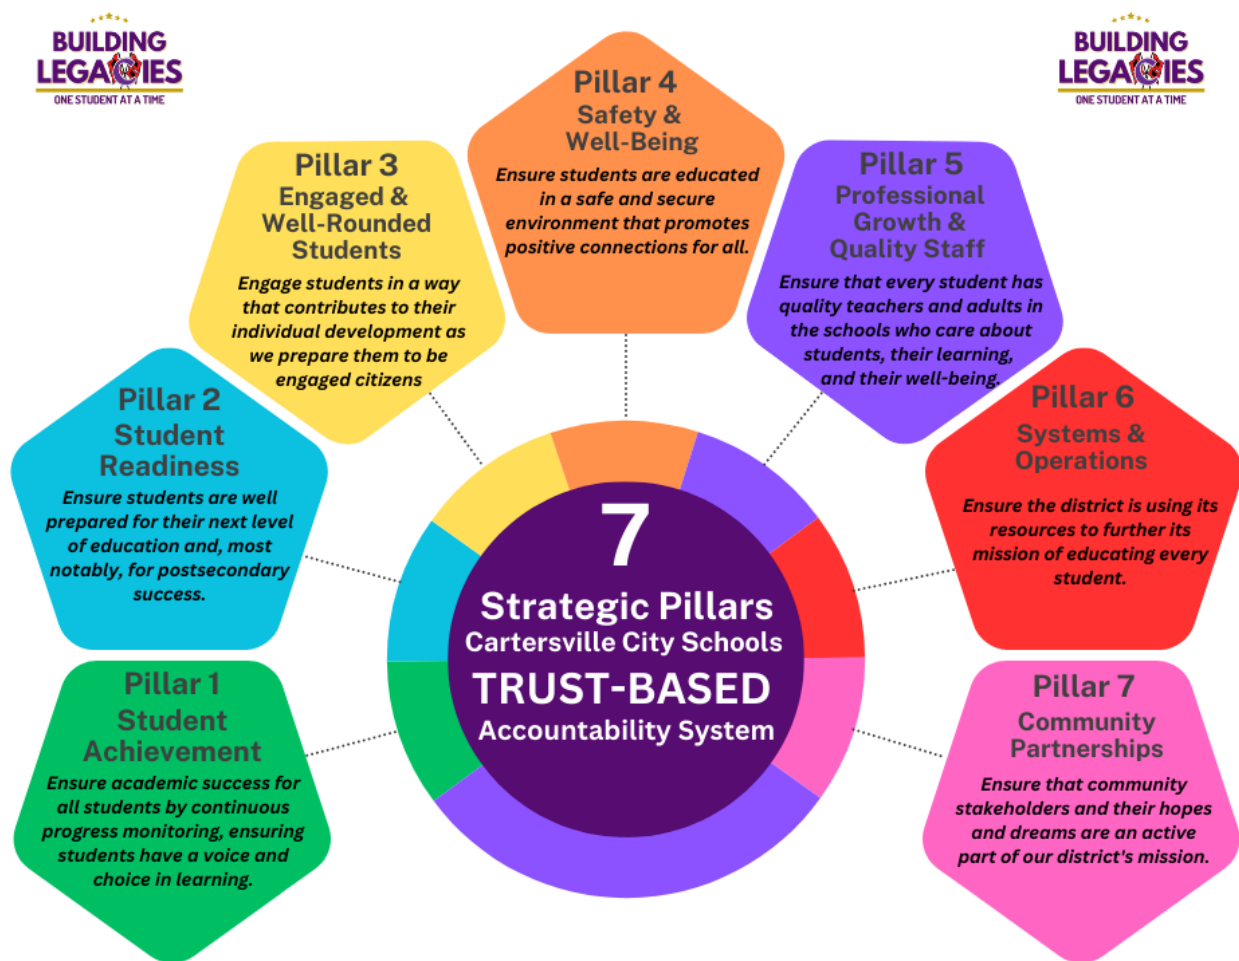 BUILDING
LEGACIES
ONE STUDENT AT A TIME
BUILDING
LEGACIES
ONE STUDENT AT A TIME
Pillar 1
Student
Achievement
Ensure academic success for
all students by continuous
progress monitoring, ensuring
students have a voice and
choice in learning.
Pillar 2
Student
Readiness
Ensure students are well
prepared for their next level
of education and, most
notably, for postsecondary
success.
Pillar 3
Engaged &
Well-Rounded
Students
Engage students in a way
that contributes to their
individual development as
we prepare them to be
engaged citizens
Pillar 4
Safety &
Well-Being
Ensure students are educated
in a safe and secure
environment that promotes
positive connections for all.
Pillar 5
Professional
Growth &
Quality Staff
Ensure that every student has
quality teachers and adults in
the schools who care about
students, their learning,
and their well-being.
Pillar 6
Systems &
Operations
Ensure the district is using its
resources to further its
mission of educating every
student.
Pillar 7
Community
Partnerships
Ensure that community
stakeholders and their hopes
and dreams are an active
part of our district's mission.
7
Strategic Pillars
Cartersville City Schools
TRUST-BASED
Accountability System